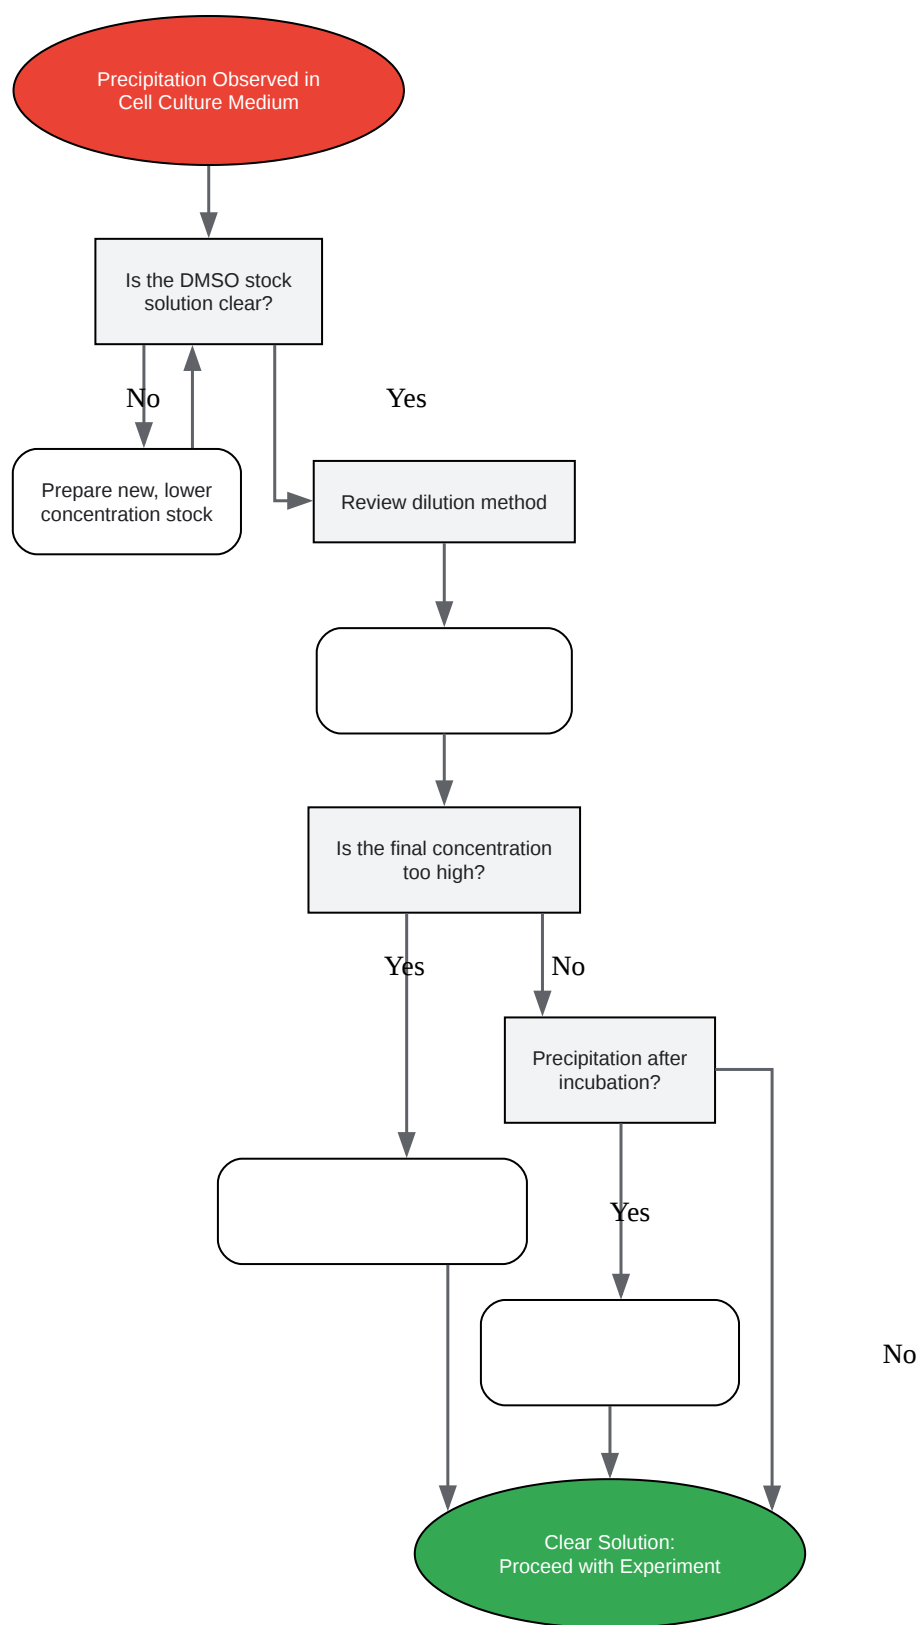 Precipitation Observed in
Cell Culture Medium
Is the DMSO stock
solution clear?
No
Yes
Prepare new, lower
concentration stock
Review dilution method
Is the final concentration
too high?
Yes
No
Precipitation after
incubation?
Yes
No
Clear Solution:
Proceed with Experiment